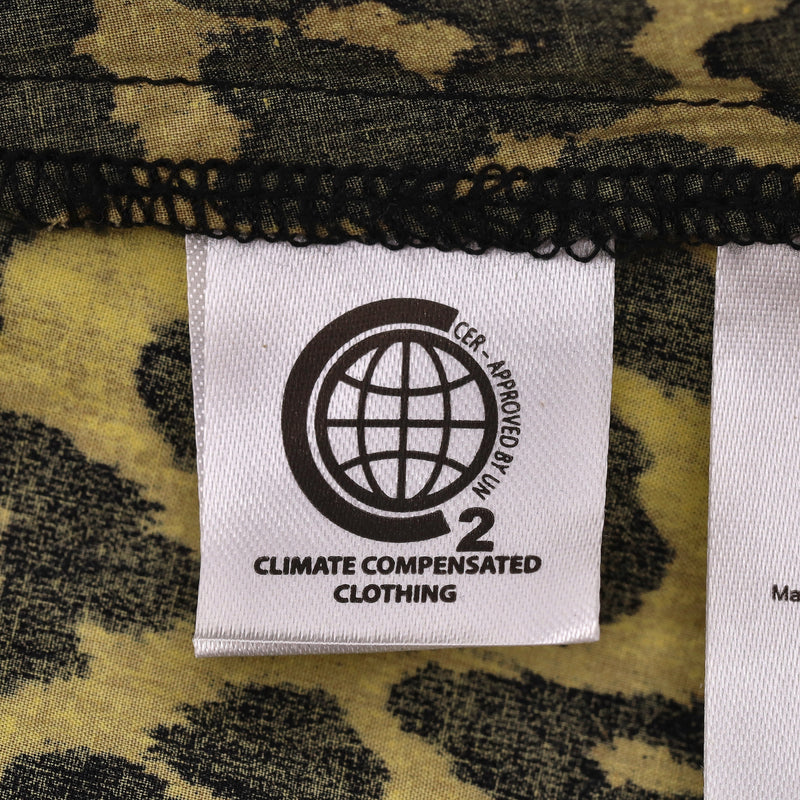 CER - APPROVED BY UN
2
CLIMATE COMPENSATED
CLOTHING
Ma